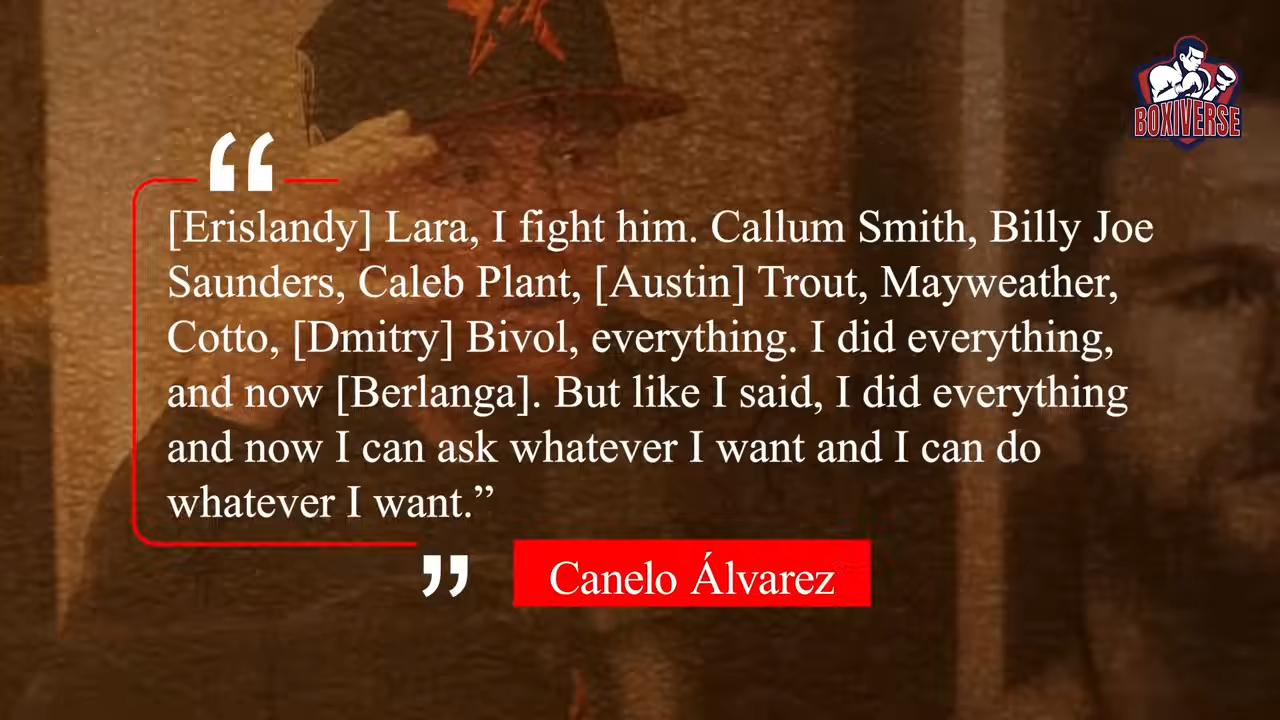 BOXIVERSE
“
[Erislandy] Lara, I fight him. Callum Smith, Billy Joe
Saunders, Caleb Plant, [Austin] Trout, Mayweather,
Cotto, [Dmitry] Bivol, everything. I did everything,
and now [Berlanga]. But like I said, I did everything
and now I can ask whatever I want and I can do
whatever I want.”
”
Canelo Álvarez